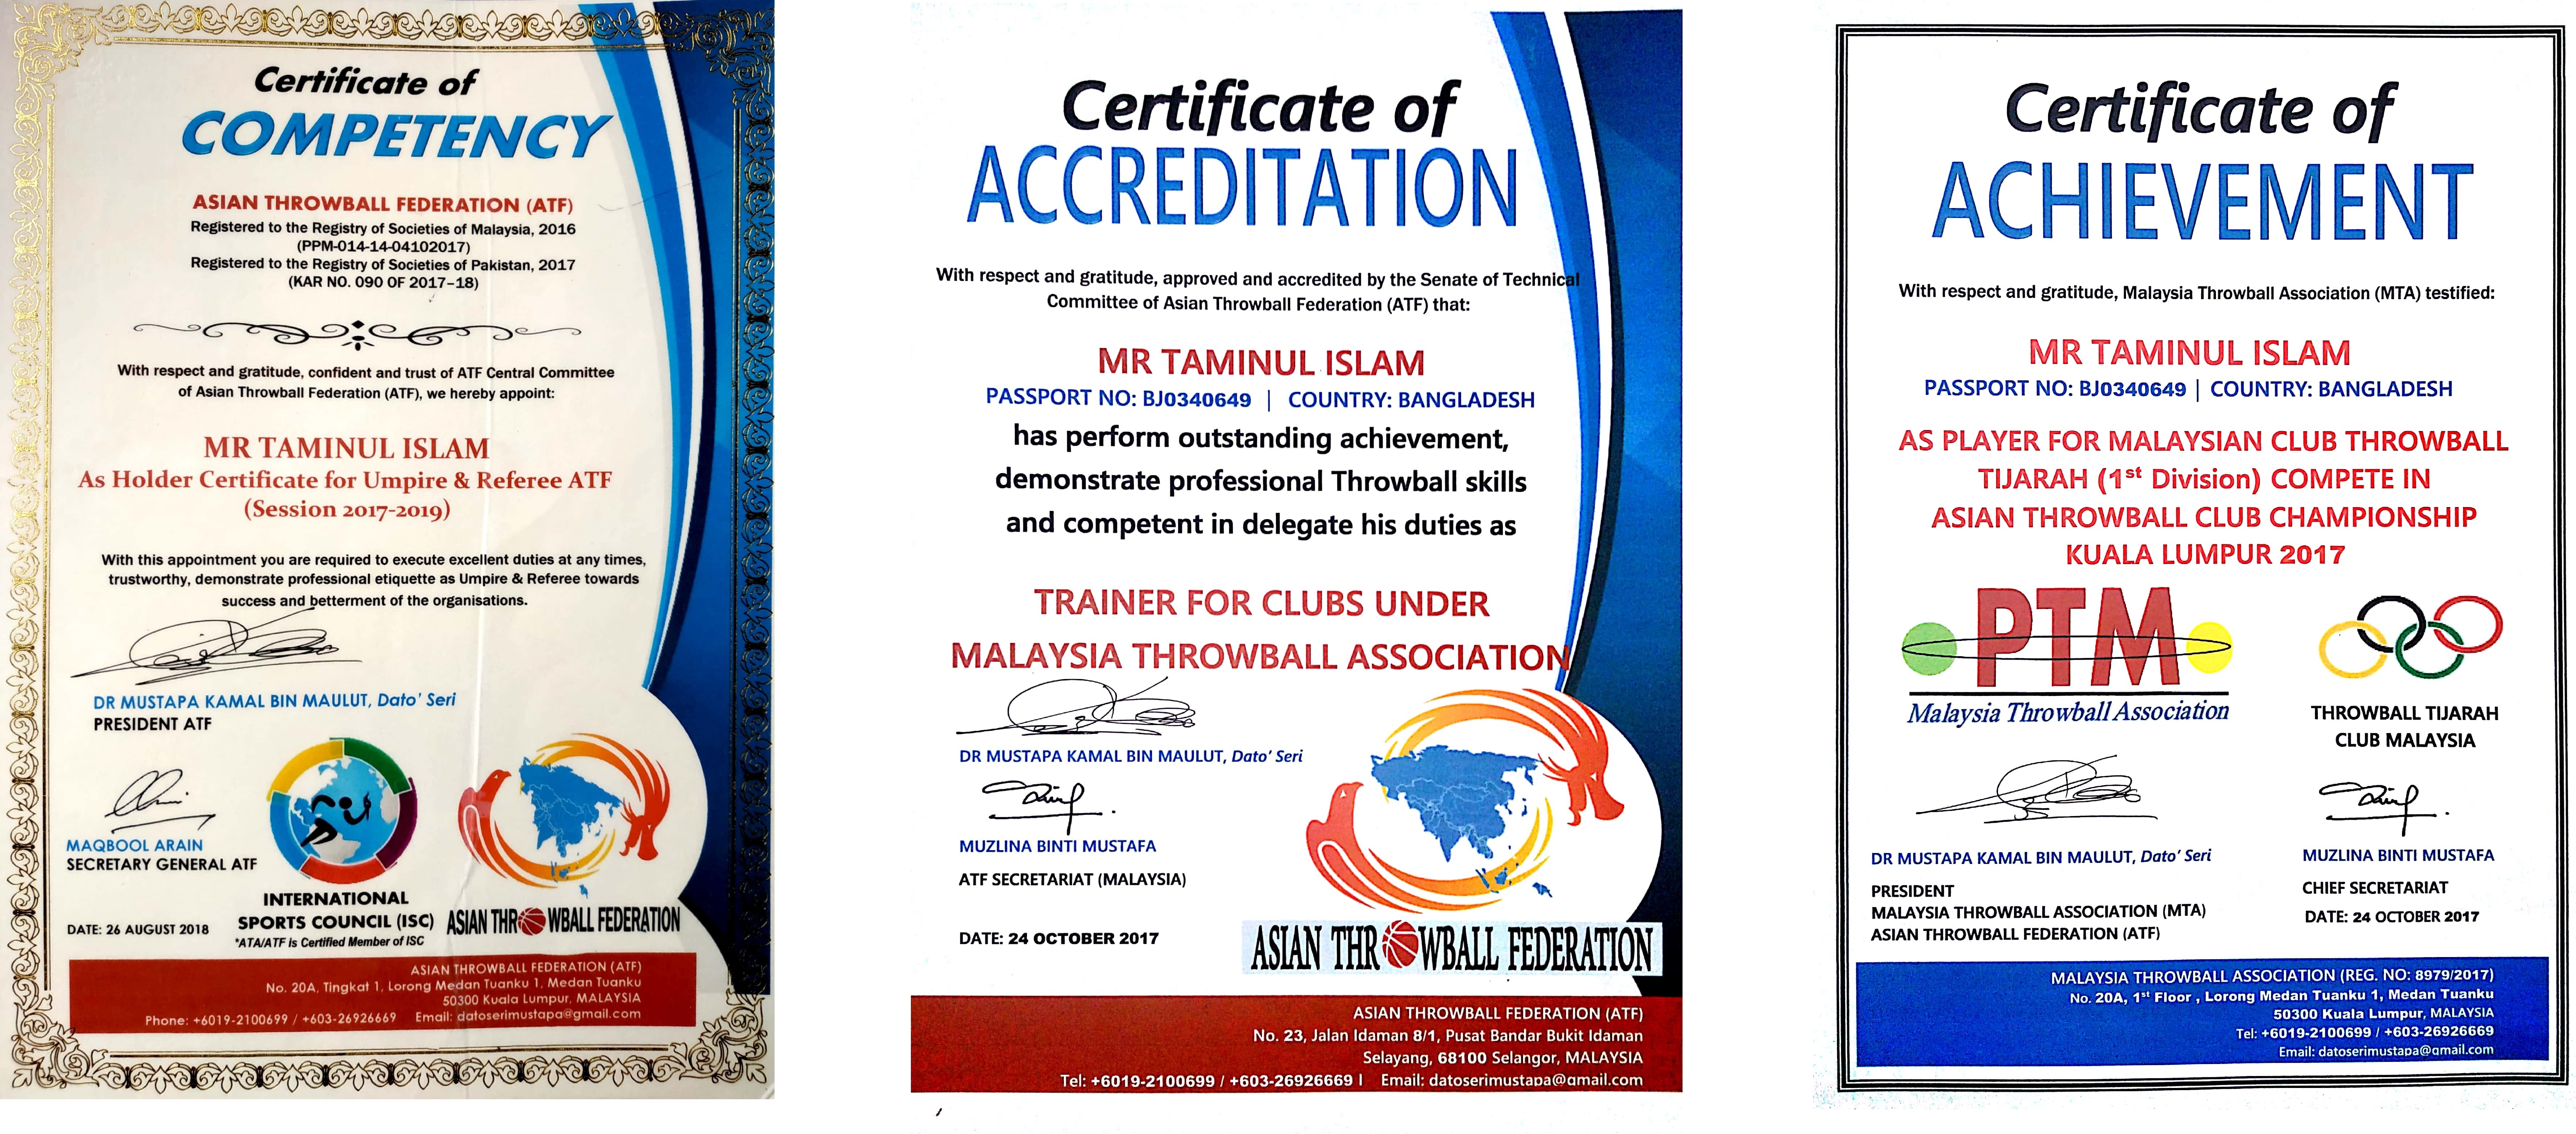 Certificate of
COMPETENCY
ASIAN THROWBALL FEDERATION (ATF)
Registered to the Registry of Societies of Malaysia, 2016
(PPM-014-14-04102017)
Registered to the Registry of Societies of Pakistan, 2017
(KAR NO. 090 OF 2017-18)
With respect and gratitude, confident and trust of ATF Central Committee
of Asian Throwball Federation (ATF), we hereby appoint:
MR TAMINUL ISLAM
As Holder Certificate for Umpire & Referee ATF
(Session 2017-2019)
With this appointment you are required to execute excellent duties at any times,
trustworthy, demonstrate professional etiquette as Umpire & Referee towards
success and betterment of the organisations.
DR MUSTAPA KAMAL BIN MAULUT, Dato' Seri
PRESIDENT ATF
MAQBOOL ARAIN
SECRETARY GENERAL ATF
INTERNATIONAL
SPORTS COUNCIL (ISC)
*ATA/ATF is Certified Member of ISC
ASIAN THROWBALL FEDERATION
DATE: 26 AUGUST 2018
ASIAN THROWBALL FEDERATION (ATF)
No. 20A, Tingkat 1, Lorong Medan Tuanku 1, Medan Tuanku
50300 Kuala Lumpur, MALAYSIA
Phone: +6019-2100699 / +603-26926669 Email: datoserimustapa@gmail.com
Certificate of
ACCREDITATION
With respect and gratitude, approved and accredited by the Senate of Technical
Committee of Asian Throwball Federation (ATF) that:
MR TAMINUL ISLAM
PASSPORT NO: BJ0340649 | COUNTRY: BANGLADESH
has perform outstanding achievement,
demonstrate professional Throwball skills
and competent in delegate his duties as
TRAINER FOR CLUBS UNDER
MALAYSIA THROWBALL ASSOCIATION
DR MUSTAPA KAMAL BIN MAULUT, Dato' Seri
MUZLINA BINTI MUSTAFA
ATF SECRETARIAT (MALAYSIA)
DATE: 24 OCTOBER 2017
ASIAN THROWBALL FEDERATION
ASIAN THROWBALL FEDERATION (ATF)
No. 23, Jalan Idaman 8/1, Pusat Bandar Bukit Idaman
Selayang, 68100 Selangor, MALAYSIA
Tel: +6019-2100699 / +603-26926669 I Email: datoserimustapa@gmail.com
Certificate of
ACHIEVEMENT
With respect and gratitude, Malaysia Throwball Association (MTA) testified:
MR TAMINUL ISLAM
PASSPORT NO: BJ0340649 | COUNTRY: BANGLADESH
AS PLAYER FOR MALAYSIAN CLUB THROWBALL
TIJARAH (1st Division) COMPETE IN
ASIAN THROWBALL CLUB CHAMPIONSHIP
KUALA LUMPUR 2017
PTM
Malaysia Throwball Association
THROWBALL TIJARAH
CLUB MALAYSIA
DR MUSTAPA KAMAL BIN MAULUT, Dato' Seri
PRESIDENT
MALAYSIA THROWBALL ASSOCIATION (MTA)
ASIAN THROWBALL FEDERATION (ATF)
MUZLINA BINTI MUSTAFA
CHIEF SECRETARIAT
DATE: 24 OCTOBER 2017
MALAYSIA THROWBALL ASSOCIATION (REG. NO: 8979/2017)
No. 20A, 1st Floor , Lorong Medan Tuanku 1, Medan Tuanku
50300 Kuala Lumpur, MALAYSIA
Tel: +6019-2100699 / +603-26926669
Email: datoserimustapa@gmail.com